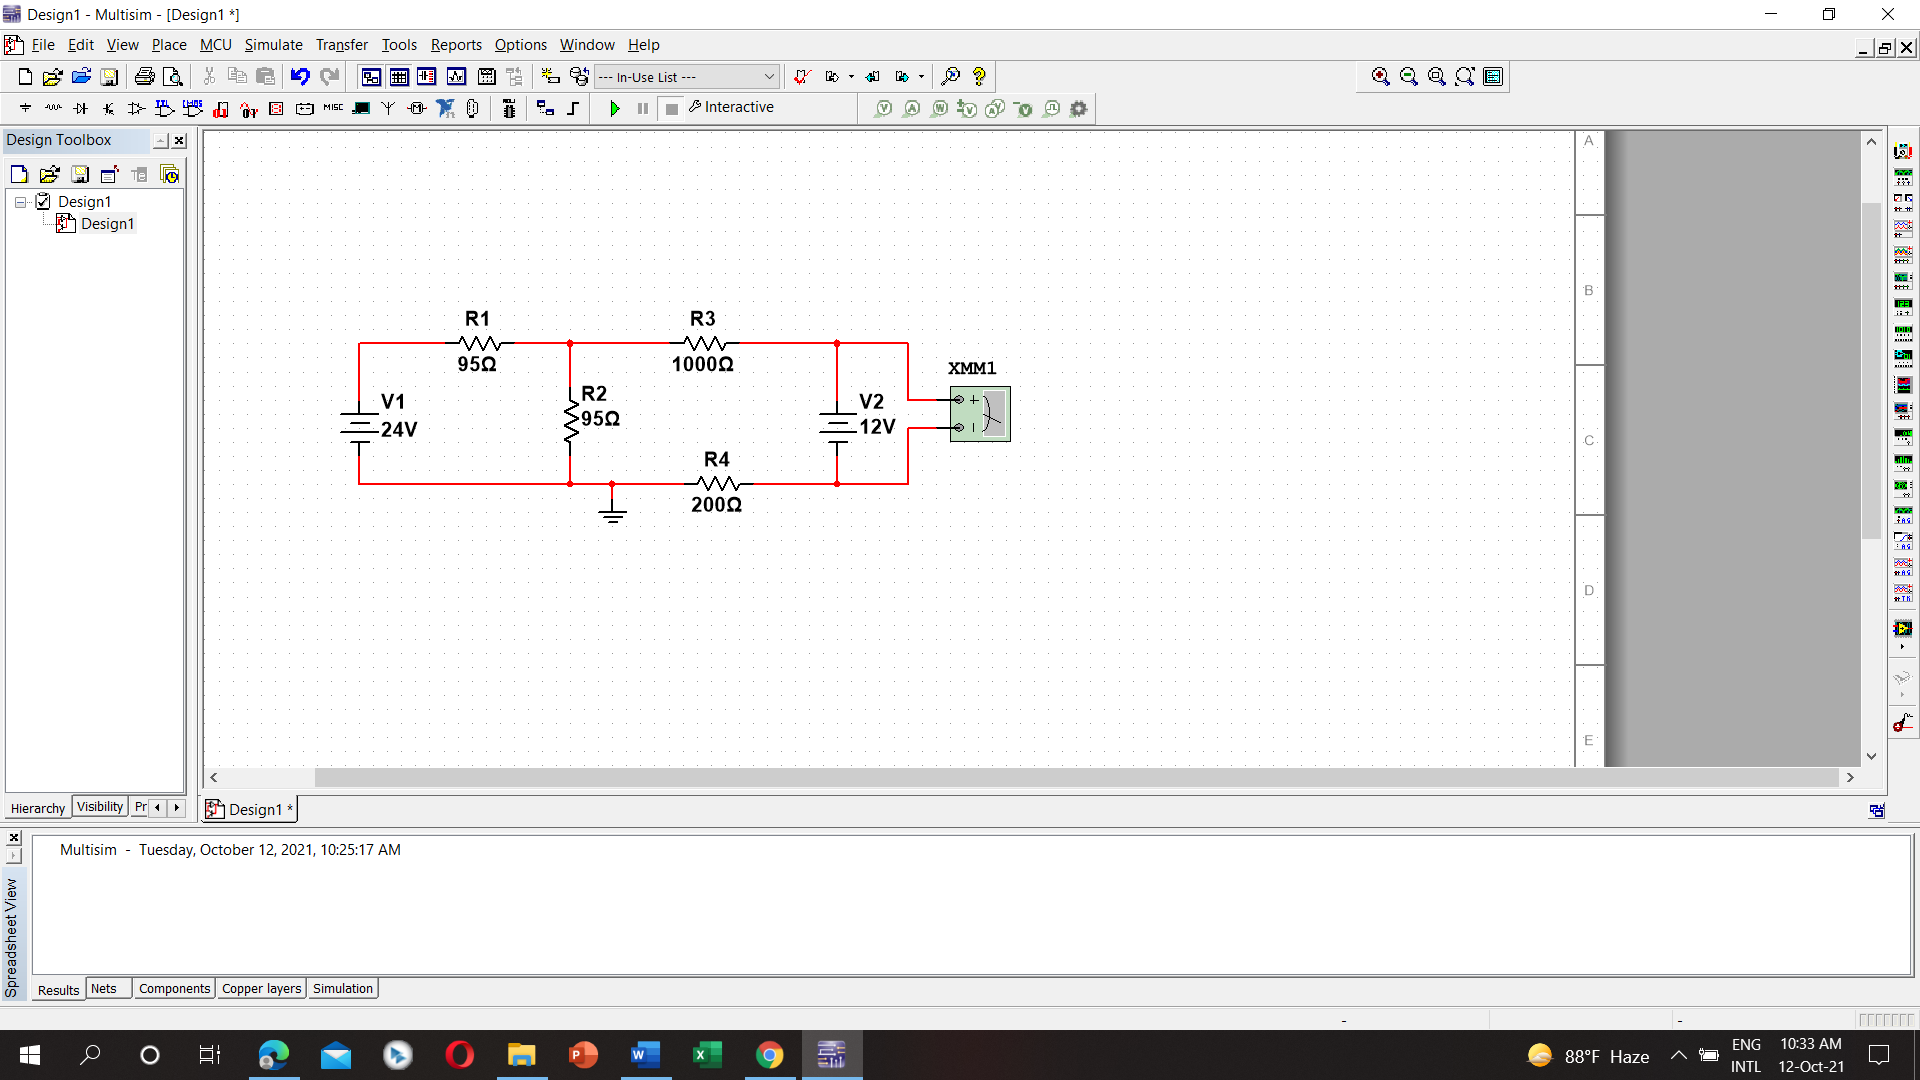 Design1 - Multisim - [Design1 *]
File Edit View Place MCU Simulate Transfer Tools Reports Options Window Help
--- In-Use List ---
MISC Interactive
Design Toolbox
Design1
Design1
A
B
C
D
E
R1
95Ω
R3
1000Ω
V1
24V
R2
95Ω
R4
200Ω
V2
12V
XMM1
Hierarchy Visibility Pr
Design1 *
Multisim - Tuesday, October 12, 2021, 10:25:17 AM
Spreadsheet View
Results Nets Components Copper layers Simulation
88°F Haze
ENG
INTL
10:33 AM
12-Oct-21